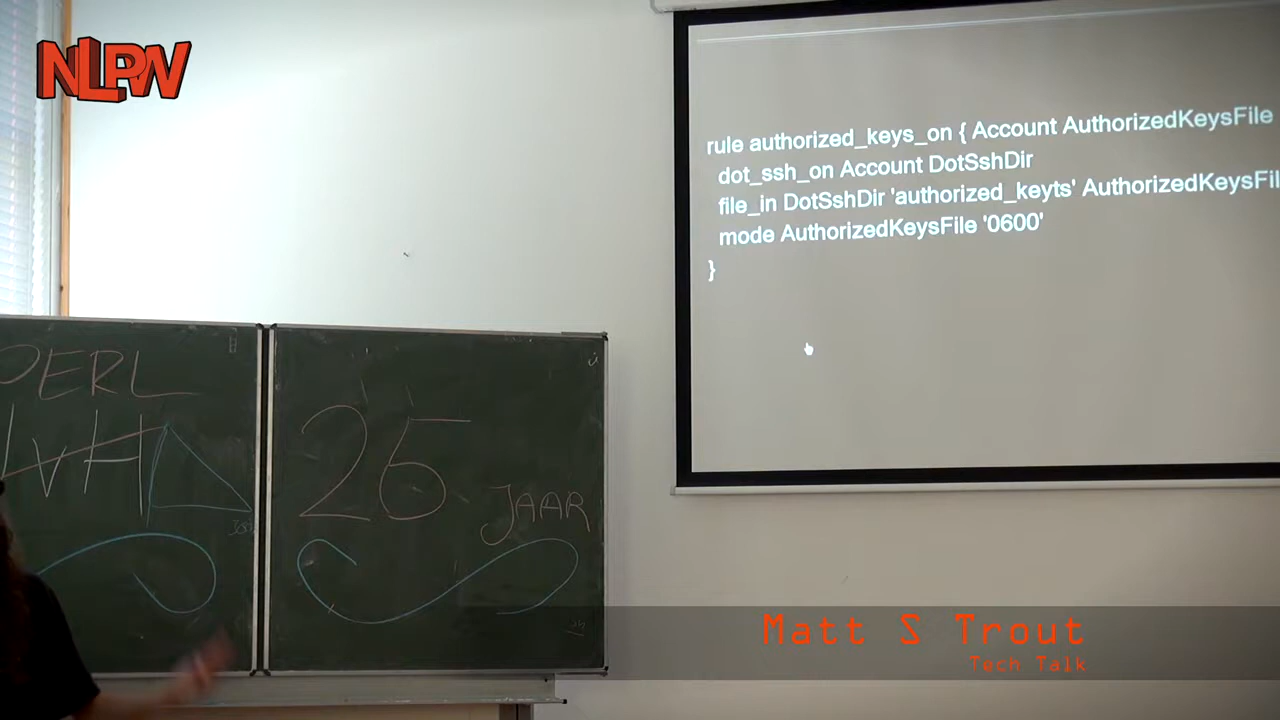 NLPW
rule authorized_keys_on { Account AuthorizedKeysFile
dot_ssh_on Account DotSshDir
file_in DotSshDir 'authorized_keyts' AuthorizedKeysFil
mode AuthorizedKeysFile '0600'
}
PERL
IvH
25
JAAR
Matt S Trout
Tech Talk